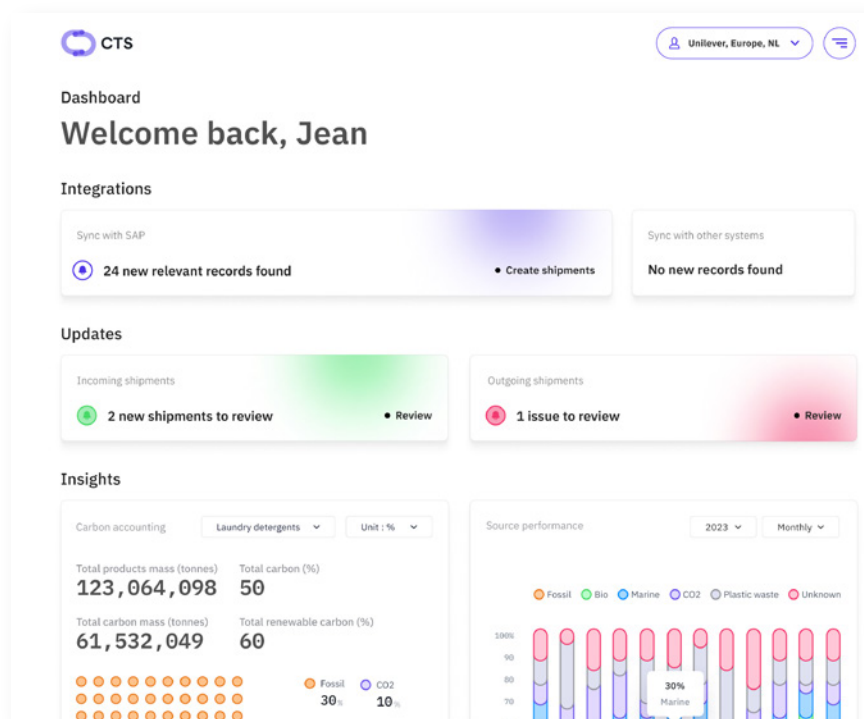 CTS
Unilever, Europe, NL
Dashboard
Welcome back, Jean
Integrations
Sync with SAP
24 new relevant records found
Create shipments
Sync with other systems
No new records found
Updates
Incoming shipments
2 new shipments to review
Review
Outgoing shipments
1 issue to review
Review
Insights
Carbon accounting
Laundry detergents
Unit : %
Total products mass (tonnes)
123,064,098
Total carbon (%)
50
Total carbon mass (tonnes)
61,532,049
Total renewable carbon (%)
60
Fossil
30%
CO2
10%
Source performance
2023
Monthly
Fossil
Bio
Marine
CO2
Plastic waste
Unknown
100%
90
80
70
30%
Marine